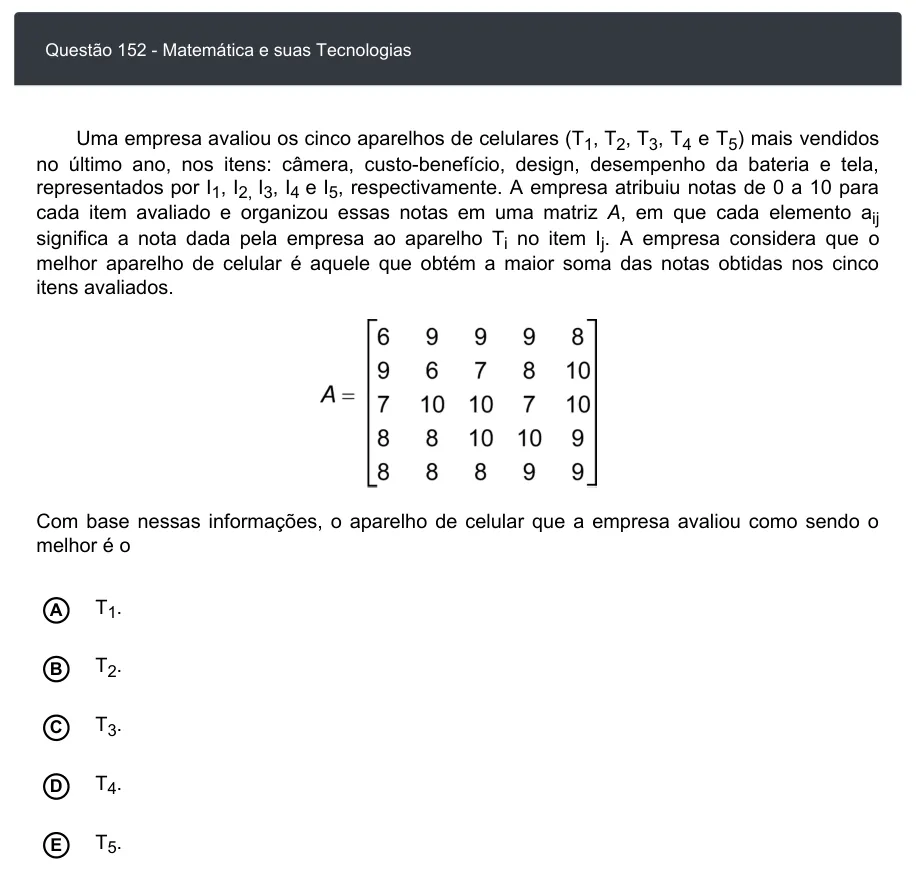 Questão 152 - Matemática e suas Tecnologias
Uma empresa avaliou os cinco aparelhos de celulares (T1, T2, T3, T4 e T5) mais vendidos
no último ano, nos itens: câmera, custo-benefício, design, desempenho da bateria e tela,
representados por I1, I2, I3, I4 e I5, respectivamente. A empresa atribuiu notas de 0 a 10 para
cada item avaliado e organizou essas notas em uma matriz A, em que cada elemento aij
significa a nota dada pela empresa ao aparelho Ti no item Ij. A empresa considera que o
melhor aparelho de celular é aquele que obtém a maior soma das notas obtidas nos cinco
itens avaliados.
6 9 9 9 8
9 6 7 8 10
A = 7 10 10 7 10
8 8 10 10 9
8 8 8 9 9
Com base nessas informações, o aparelho de celular que a empresa avaliou como sendo o
melhor é o
A T1.
B T2.
C T3.
D T4.
E T5.